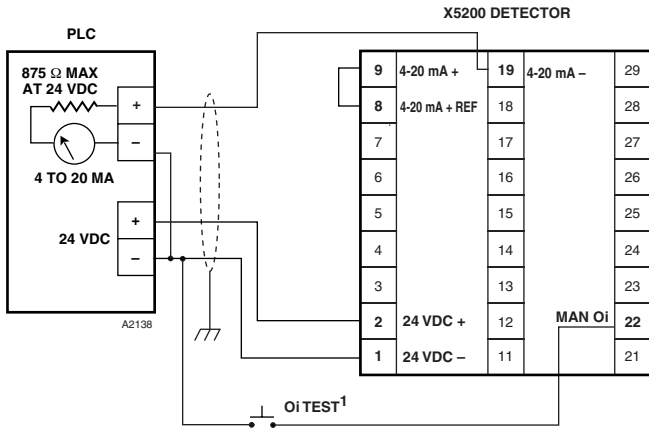 X5200 DETECTOR
PLC
875 Ω MAX
AT 24 VDC
+
–
4 TO 20 MA
24 VDC
+
–
A2138
9 4-20 mA + 19 4-20 mA – 29
8 4-20 mA + REF 18 28
7 17 27
6 16 26
5 15 25
4 14 24
3 13 23
2 24 VDC + 12 MAN Oi 22
1 24 VDC – 11 21
Oi TEST1